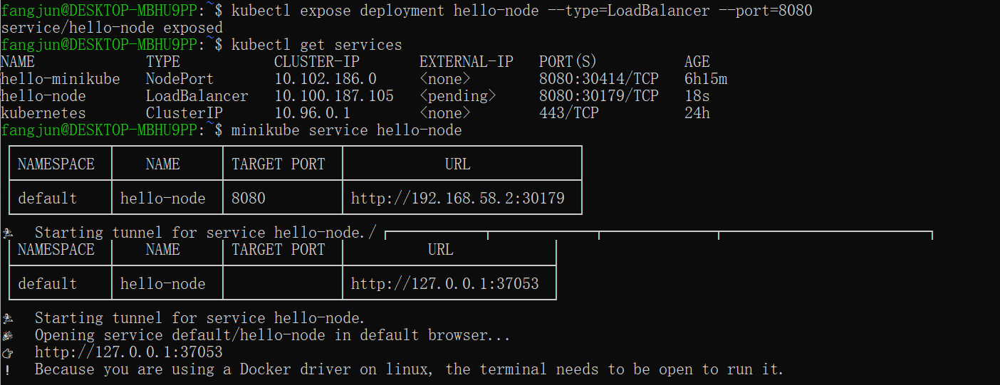 fangjun@DESKTOP-MBHU9PP:~$ kubectl expose deployment hello-node --type=LoadBalancer --port=8080
service/hello-node exposed
fangjun@DESKTOP-MBHU9PP:~$ kubectl get services
NAME TYPE CLUSTER-IP EXTERNAL-IP PORT(S) AGE
hello-minikube NodePort 10.102.186.0 <none> 8080:30414/TCP 6h15m
hello-node LoadBalancer 10.100.187.105 <pending> 8080:30179/TCP 18s
kubernetes ClusterIP 10.96.0.1 <none> 443/TCP 24h
fangjun@DESKTOP-MBHU9PP:~$ minikube service hello-node
NAMESPACE NAME TARGET PORT URL
default hello-node 8080 http://192.168.58.2:30179
Starting tunnel for service hello-node./
NAMESPACE NAME TARGET PORT URL
default hello-node http://127.0.0.1:37053
Starting tunnel for service hello-node.
Opening service default/hello-node in default browser...
http://127.0.0.1:37053
! Because you are using a Docker driver on linux, the terminal needs to be open to run it.